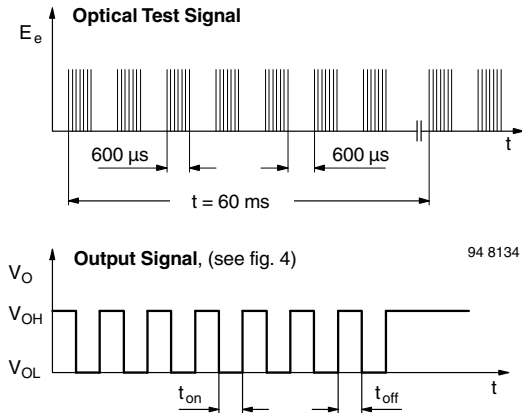 Optical Test Signal
E e
t
600 µs
600 µs
t = 60 ms
Output Signal, (see fig. 4)
94 8134
VO
VOH
VOL
t
ton
toff